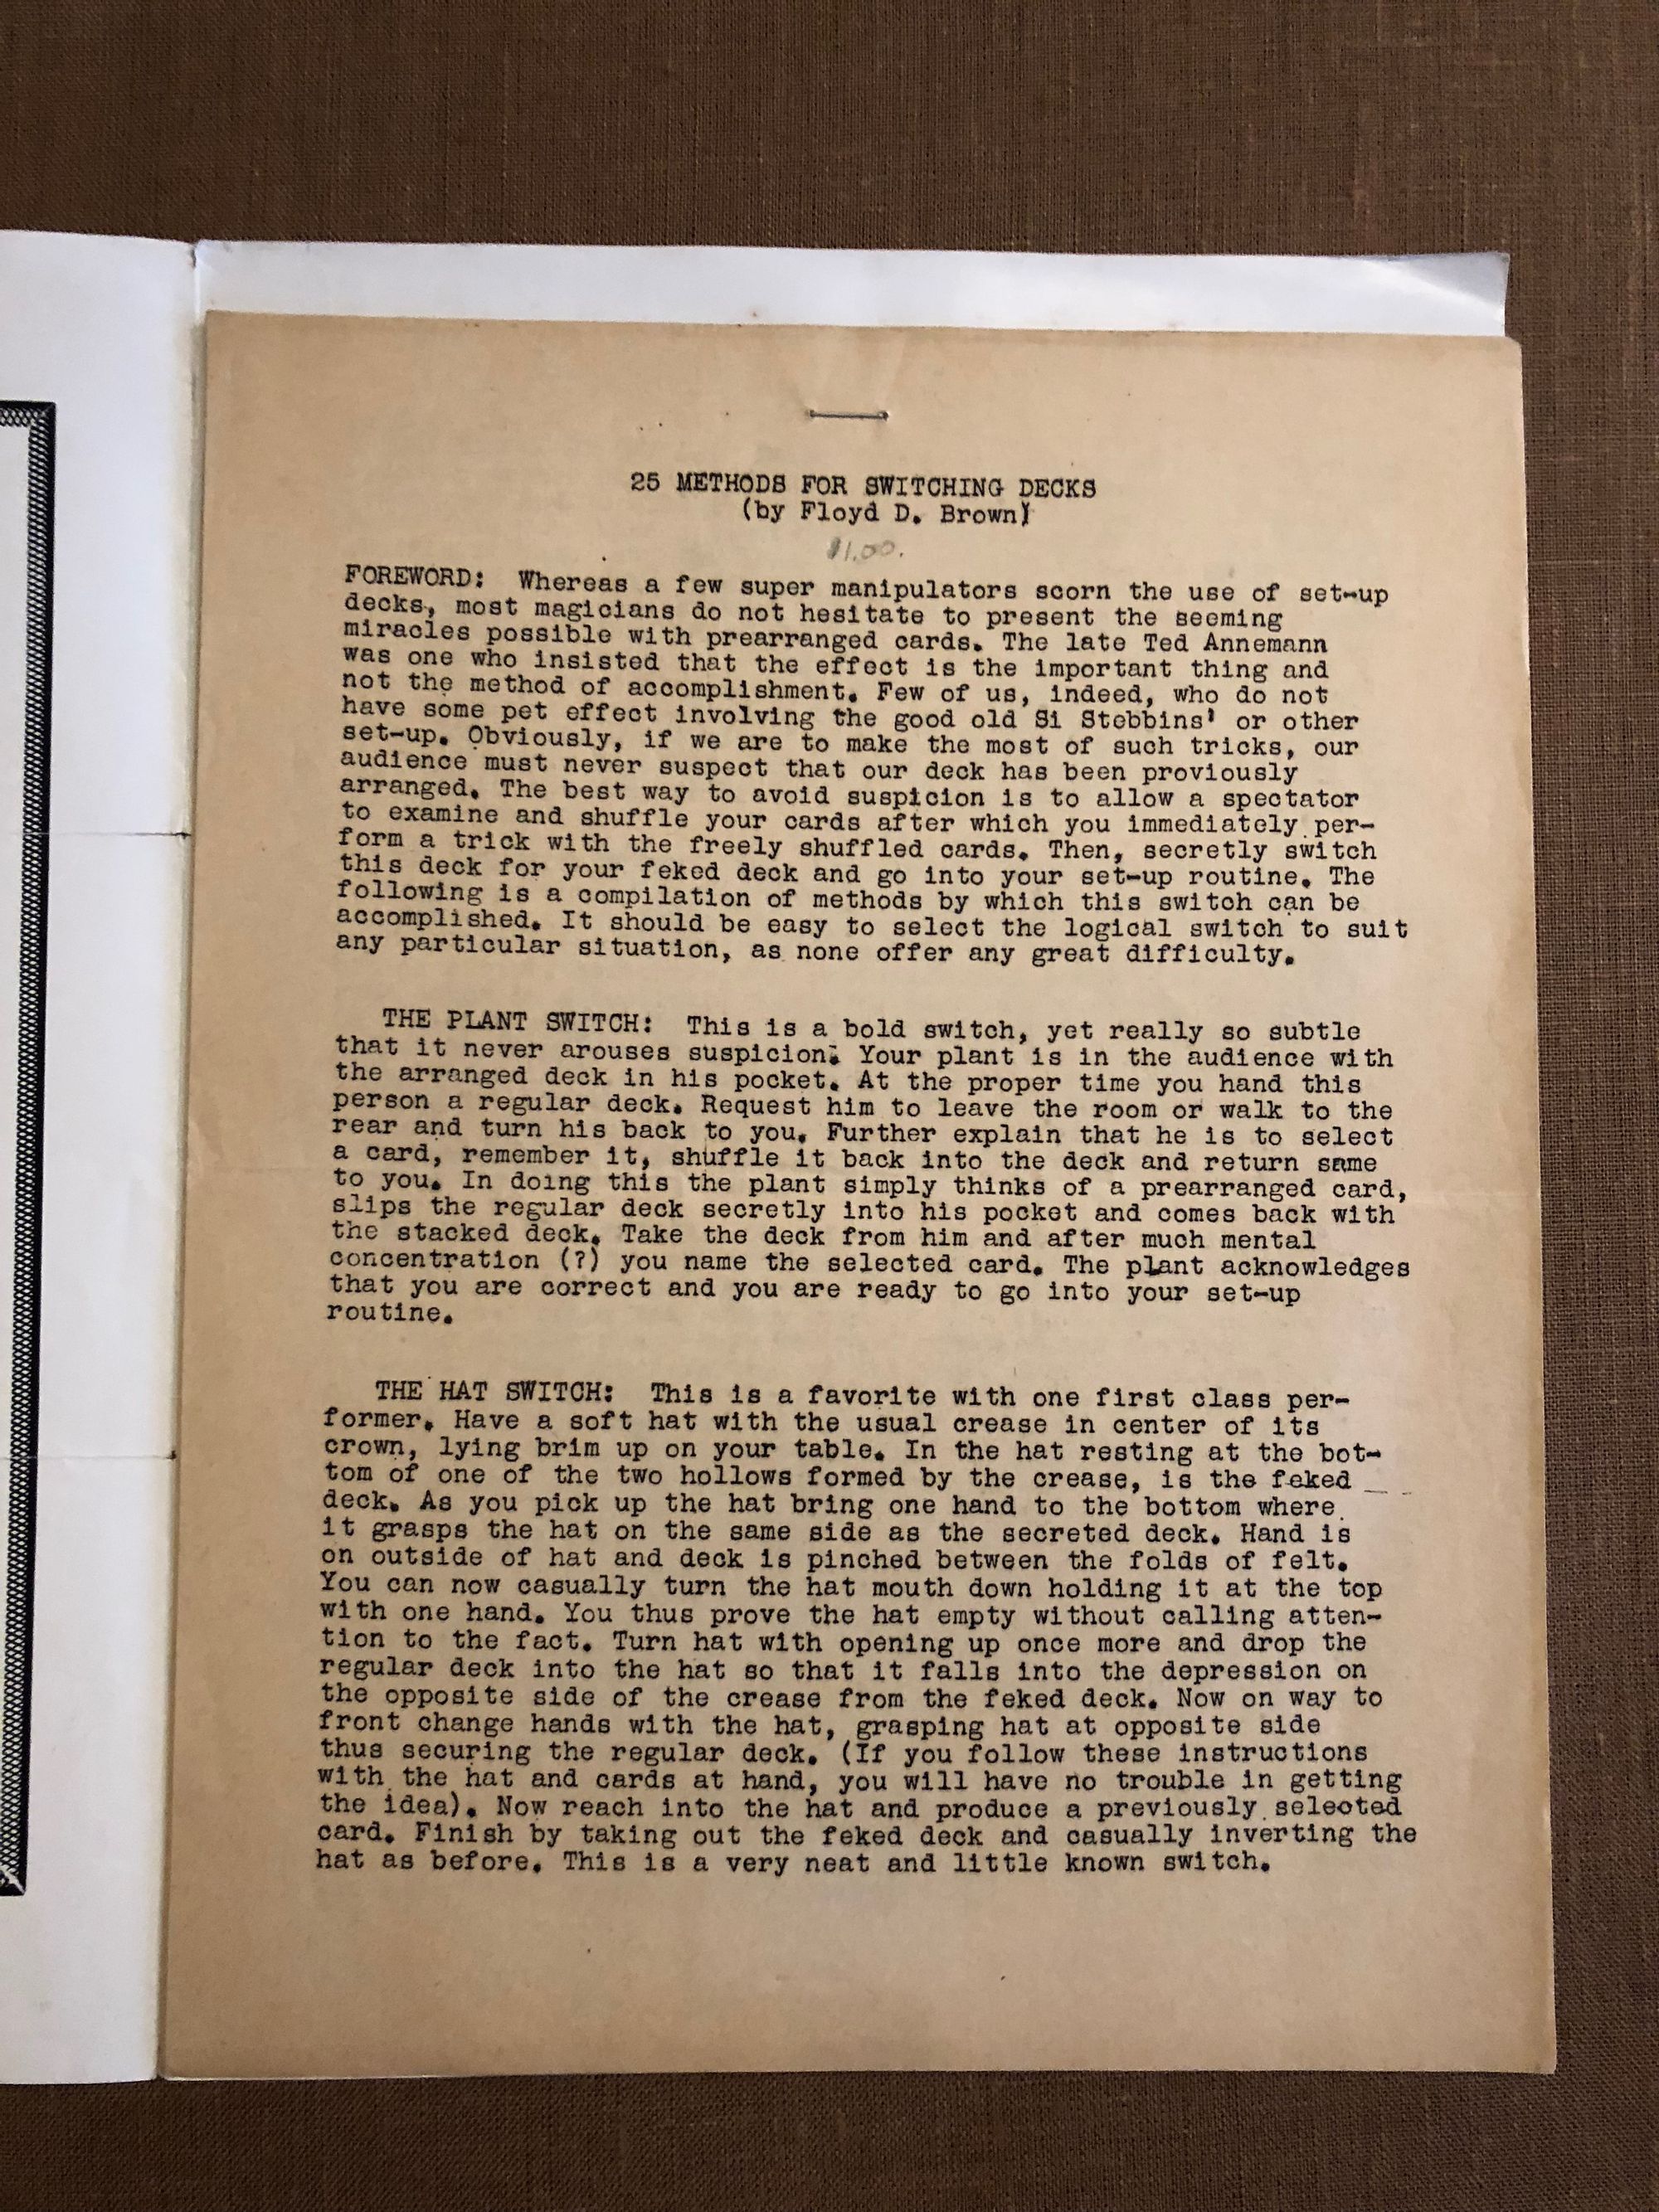 25 METHODS FOR SWITCHING DECKS
(by Floyd D. Brown)
$1.00.
FOREWORD: Whereas a few super manipulators scorn the use of set-up
decks, most magicians do not hesitate to present the seeming
miracles possible with prearranged cards. The late Ted Annemann
was one who insisted that the effect is the important thing and
not the method of accomplishment. Few of us, indeed, who do not
have some pet effect involving the good old Si Stebbins' or other
set-up. Obviously, if we are to make the most of such tricks, our
audience must never suspect that our deck has been proviously
arranged. The best way to avoid suspicion is to allow a spectator
to examine and shuffle your cards after which you immediately per-
form a trick with the freely shuffled cards. Then, secretly switch
this deck for your feked deck and go into your set-up routine. The
following is a compilation of methods by which this switch can be
accomplished. It should be easy to select the logical switch to suit
any particular situation, as none offer any great difficulty.
THE PLANT SWITCH: This is a bold switch, yet really so subtle
that it never arouses suspicion. Your plant is in the audience with
the arranged deck in his pocket. At the proper time you hand this
person a regular deck. Request him to leave the room or walk to the
rear and turn his back to you. Further explain that he is to select
a card, remember it, shuffle it back into the deck and return same
to you. In doing this the plant simply thinks of a prearranged card,
slips the regular deck secretly into his pocket and comes back with
the stacked deck. Take the deck from him and after much mental
concentration (?) you name the selected card. The plant acknowledges
that you are correct and you are ready to go into your set-up
routine.
THE HAT SWITCH: This is a favorite with one first class per-
former. Have a soft hat with the usual crease in center of its
crown, lying brim up on your table. In the hat resting at the bot-
tom of one of the two hollows formed by the crease, is the feked
deck. As you pick up the hat bring one hand to the bottom where
it grasps the hat on the same side as the secreted deck. Hand is
on outside of hat and deck is pinched between the folds of felt.
You can now casually turn the hat mouth down holding it at the top
with one hand. You thus prove the hat empty without calling atten-
tion to the fact. Turn hat with opening up once more and drop the
regular deck into the hat so that it falls into the depression on
the opposite side of the crease from the feked deck. Now on way to
front change hands with the hat, grasping hat at opposite side
thus securing the regular deck. (If you follow these instructions
with the hat and cards at hand, you will have no trouble in getting
the idea). Now reach into the hat and produce a previously selected
card. Finish by taking out the feked deck and casually inverting the
hat as before. This is a very neat and little known switch.